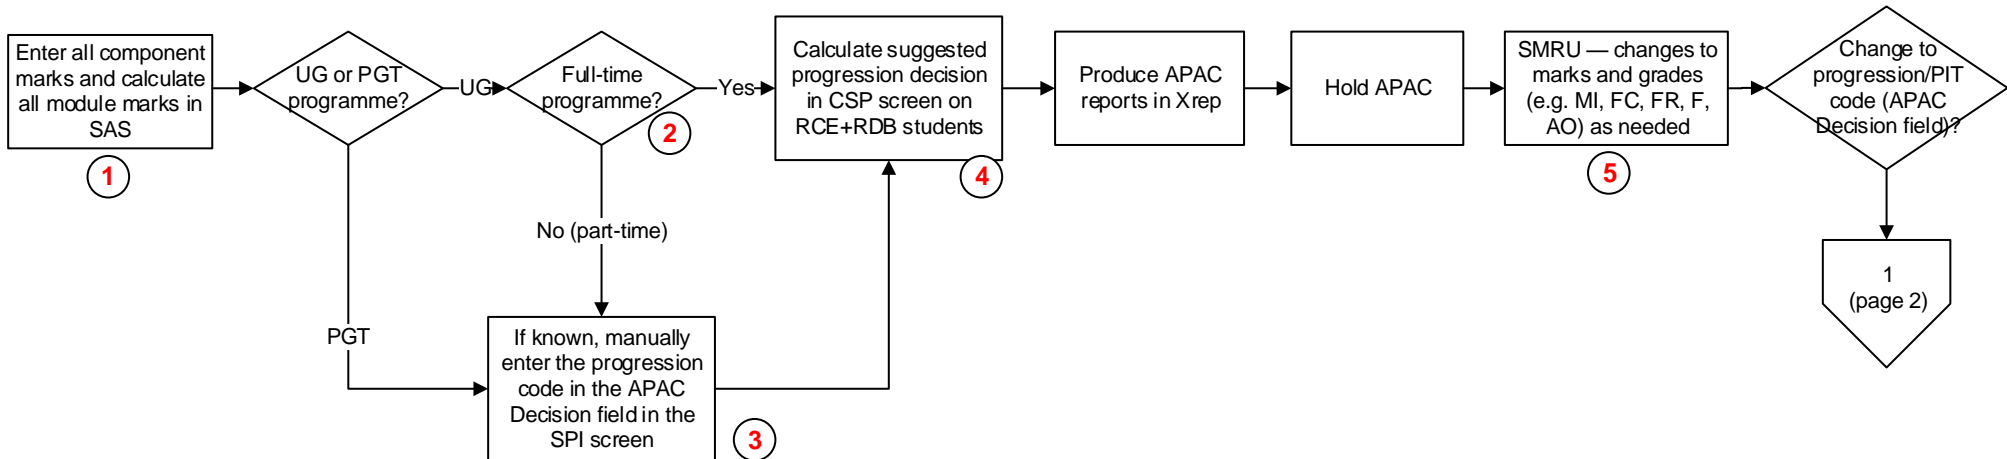 Enter all component
marks and calculate
all module marks in
SAS
1
UG or PGT
programme?
UG
Full-time
programme?
2
Yes
No (part-time)
PGT
If known, manually
enter the progression
code in the APAC
Decision field in the
SPI screen
3
Calculate suggested
progression decision
in CSP screen on
RCE+RDB students
4
Produce APAC
reports in Xrep
Hold APAC
SMRU — changes to
marks and grades
(e.g. MI, FC, FR, F,
AO) as needed
5
Change to
progression/PIT
code (APAC
Decision field)?
1
(page 2)